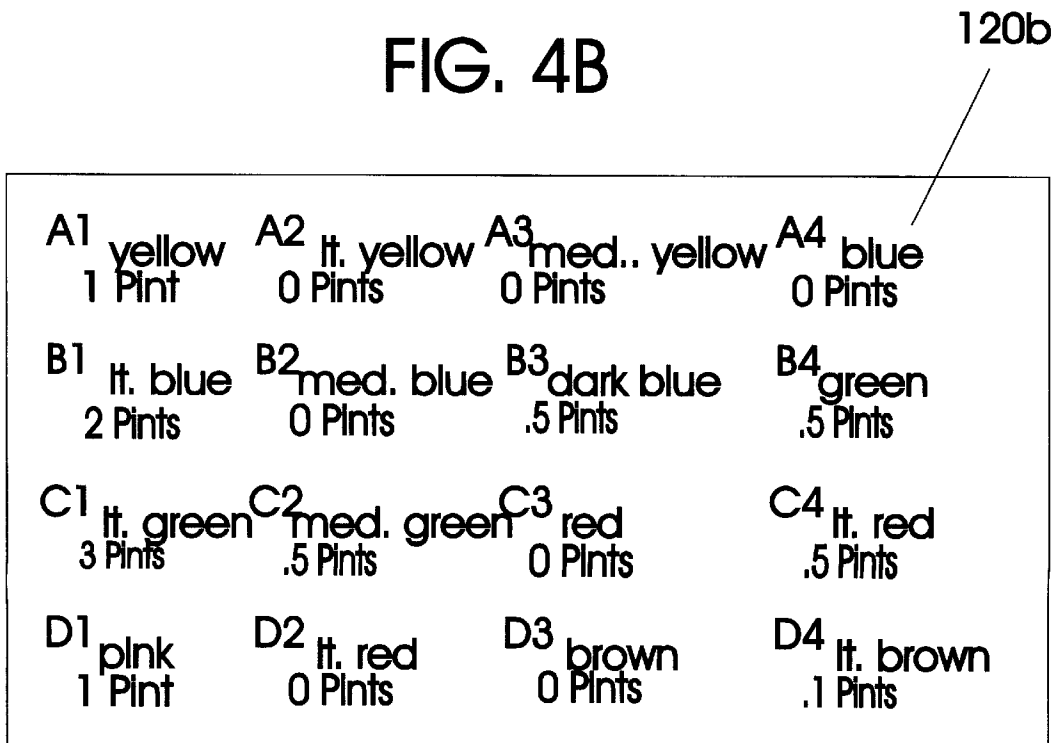 120b
FIG. 4B
A1 yellow A2 lt. yellow A3 med.. yellow A4 blue
1 Pint 0 Pints 0 Pints 0 Pints
B1 lt. blue B2 med. blue B3 dark blue B4 green
2 Pints 0 Pints .5 Pints .5 Pints
C1 lt. green C2 med. green C3 red C4 lt. red
3 Pints .5 Pints 0 Pints .5 Pints
D1 pink D2 lt. red D3 brown D4 lt. brown
1 Pint 0 Pints 0 Pints .1 Pints